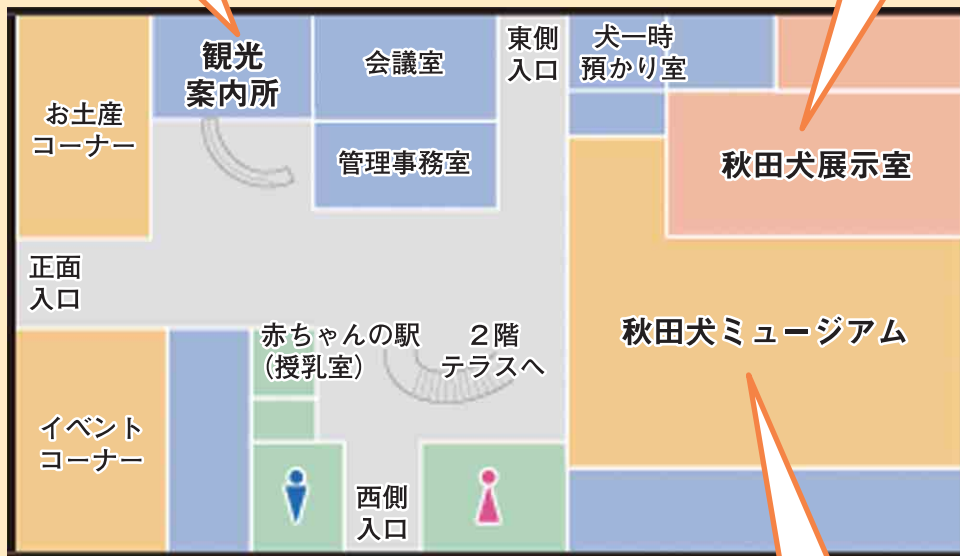 観光
案内所
会議室
東側
入口
犬一時
預かり室
お土産
コーナー
管理事務室
秋田犬展示室
正面
入口
赤ちゃんの駅
（授乳室）
２階
テラスへ
秋田犬ミュージアム
イベント
コーナー
西側
入口